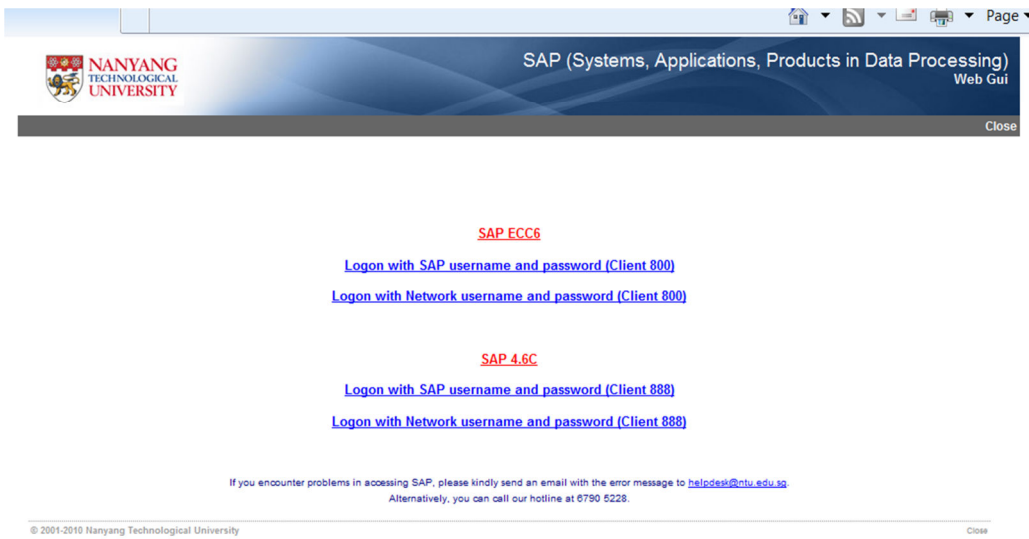 Page
NANYANG
TECHNOLOGICAL
UNIVERSITY
SAP (Systems, Applications, Products in Data Processing)
Web Gui
Close
SAP ECC6
Logon with SAP username and password (Client 800)
Logon with Network username and password (Client 800)
SAP 4.6C
Logon with SAP username and password (Client 888)
Logon with Network username and password (Client 888)
If you encounter problems in accessing SAP, please kindly send an email with the error message to helpdesk@ntu.edu.sg.
Alternatively, you can call our hotline at 6790 5228.
© 2001-2010 Nanyang Technological University
Close